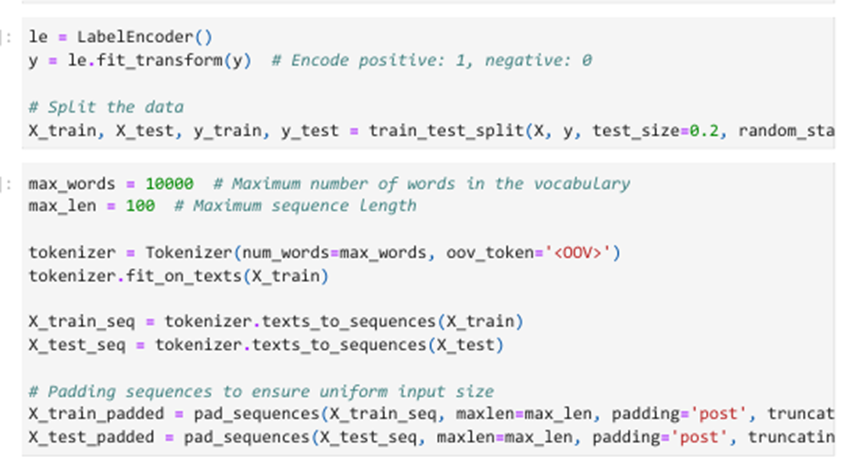 ]: le = LabelEncoder()
y = le.fit_transform(y)  # Encode positive: 1, negative: 0
# Split the data
X_train, X_test, y_train, y_test = train_test_split(X, y, test_size=0.2, random_sta
]: max_words = 10000  # Maximum number of words in the vocabulary
max_len = 100  # Maximum sequence length
tokenizer = Tokenizer(num_words=max_words, oov_token='<OOV>')
tokenizer.fit_on_texts(X_train)
X_train_seq = tokenizer.texts_to_sequences(X_train)
X_test_seq = tokenizer.texts_to_sequences(X_test)
# Padding sequences to ensure uniform input size
X_train_padded = pad_sequences(X_train_seq, maxlen=max_len, padding='post', truncat
X_test_padded = pad_sequences(X_test_seq, maxlen=max_len, padding='post', truncatin